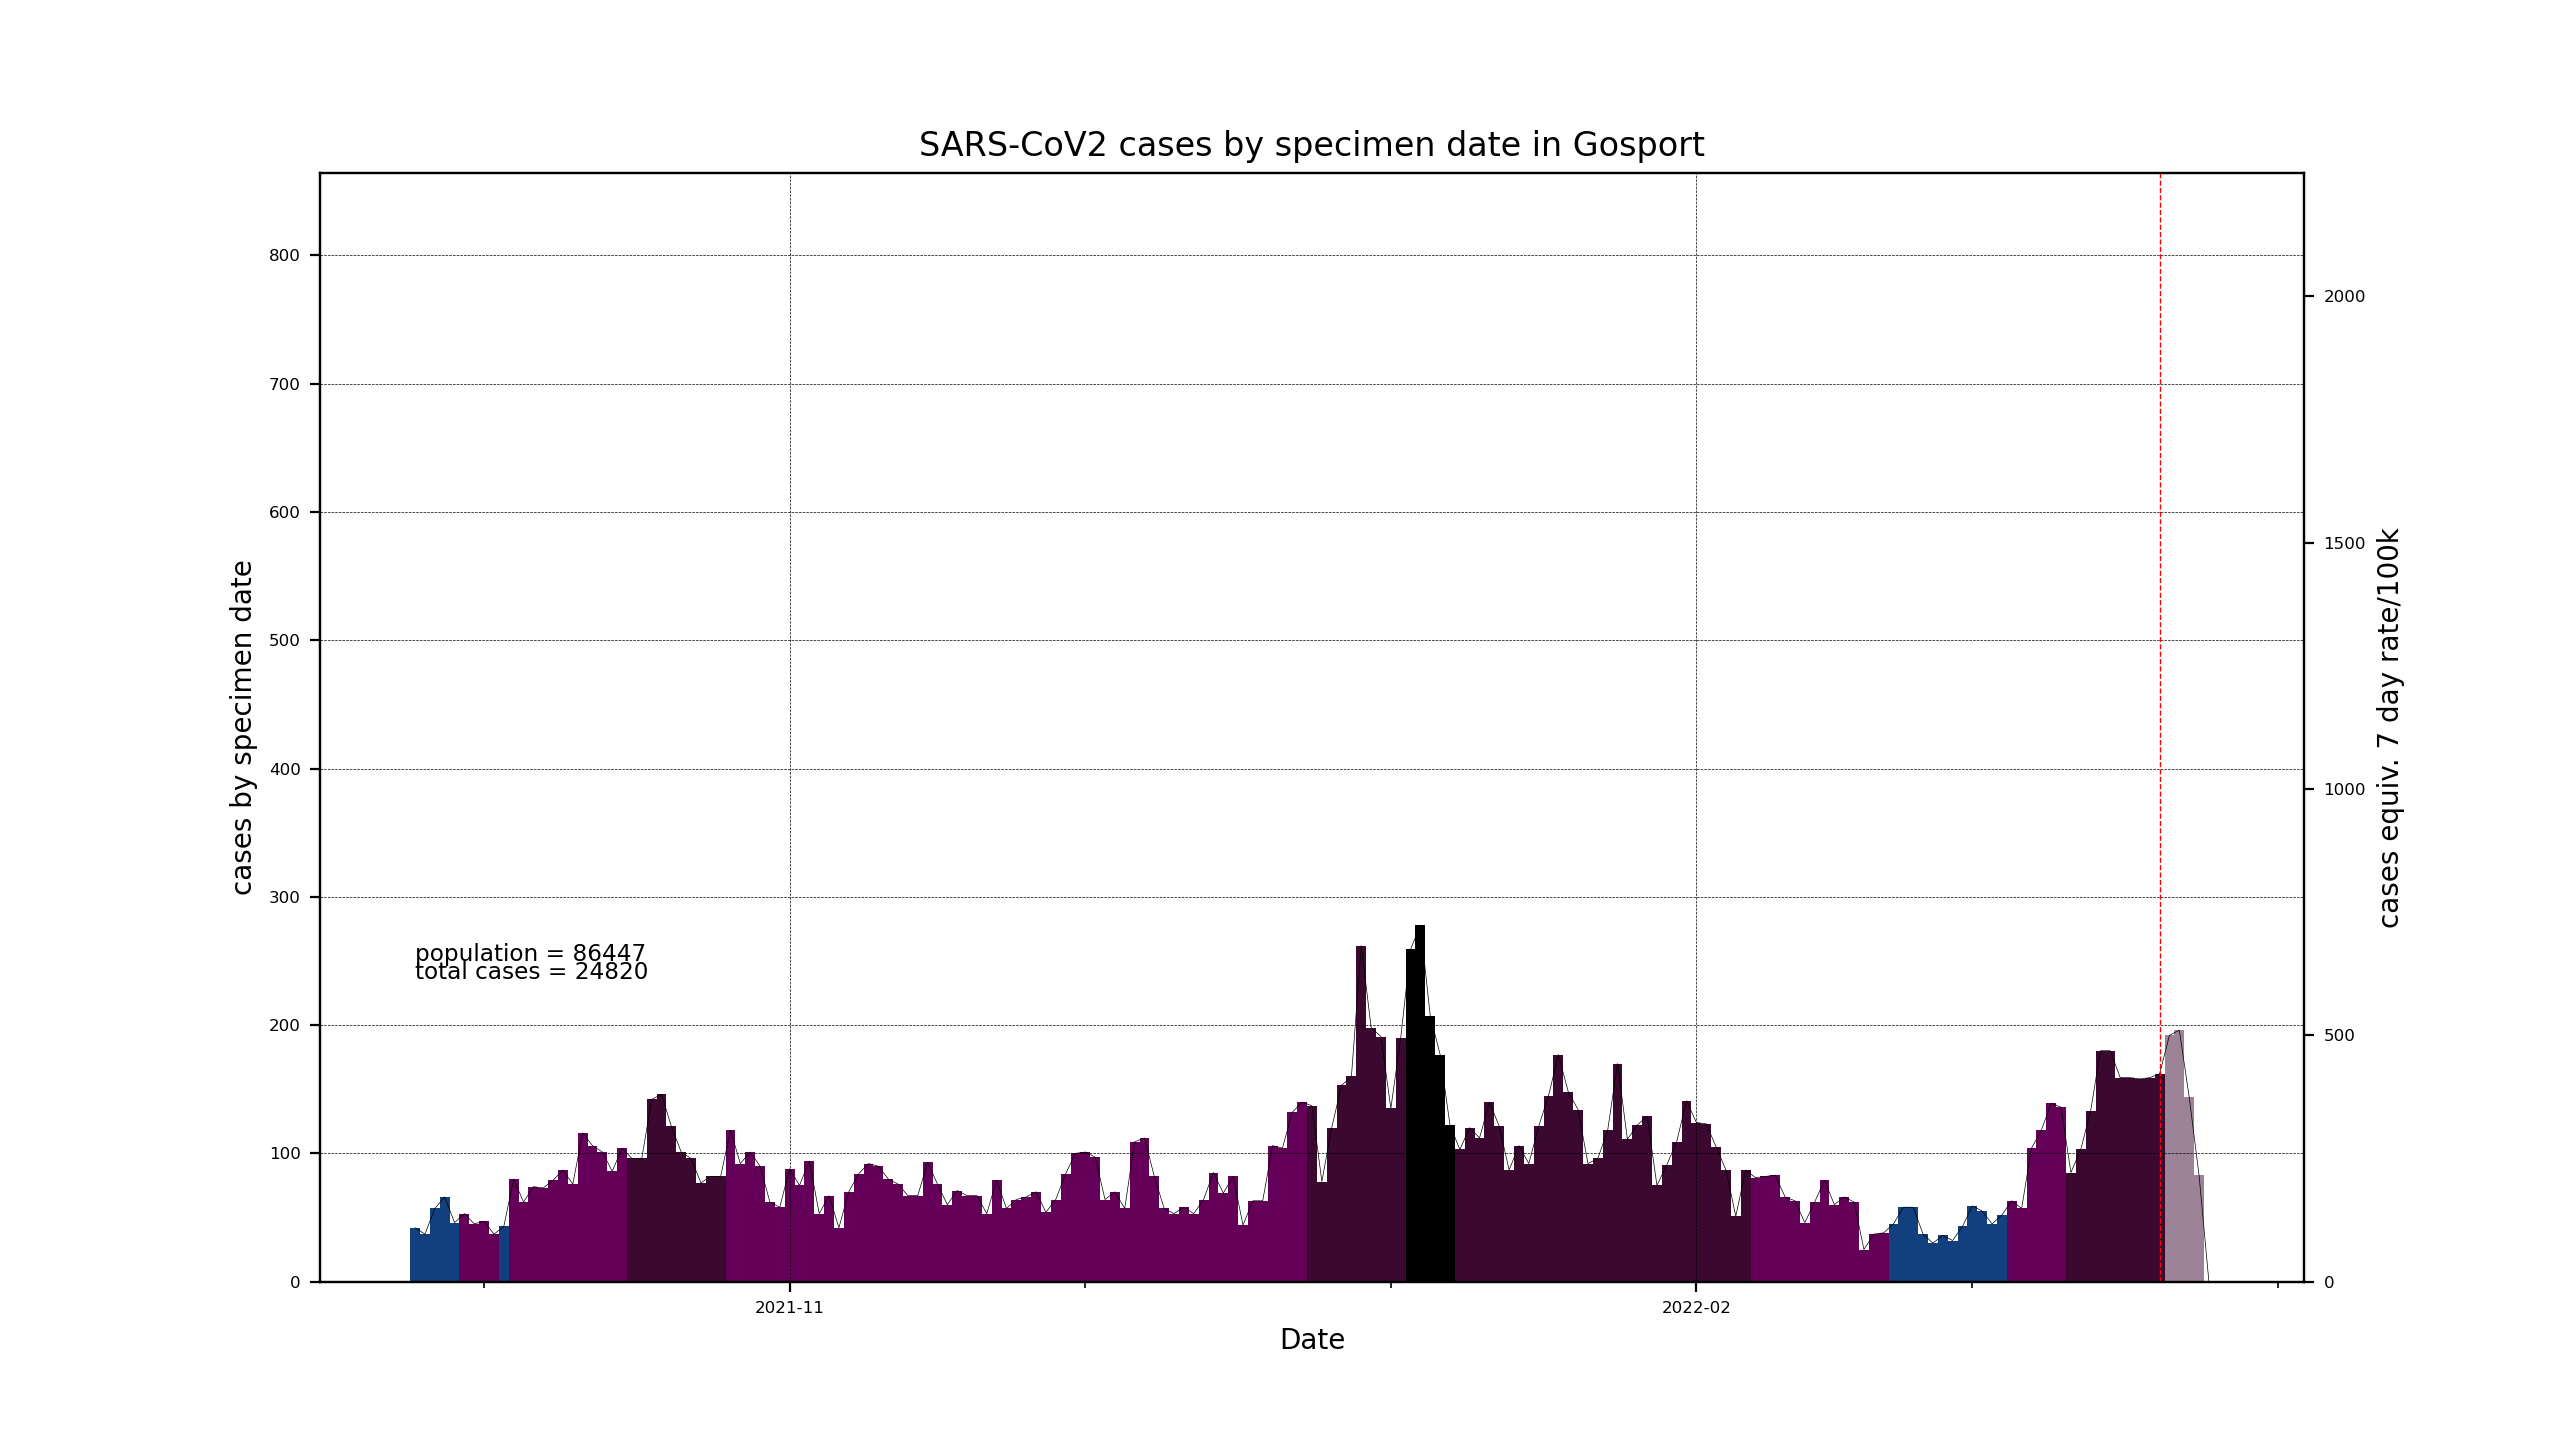 SARS-CoV2 cases by specimen date in Gosport
cases by specimen date
800
700
600
500
400
300
200
100
0
population = 86447
total cases = 24820
2021-11
2022-02
Date
2000
1500
1000
500
0
cases equiv. 7 day rate/100k